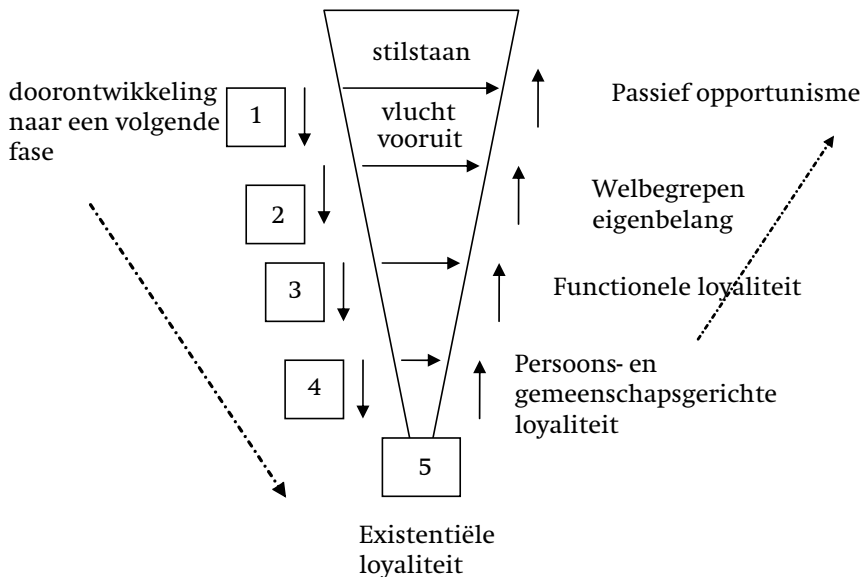 stilstaan
doorontwikkeling
naar een volgende
fase
1
vlucht
vooruit
Passief opportunisme
2
Welbegrepen
eigenbelang
3
Functionele loyaliteit
4
Persoons- en
gemeenschapsgerichte
loyaliteit
5
Existentiële
loyaliteit